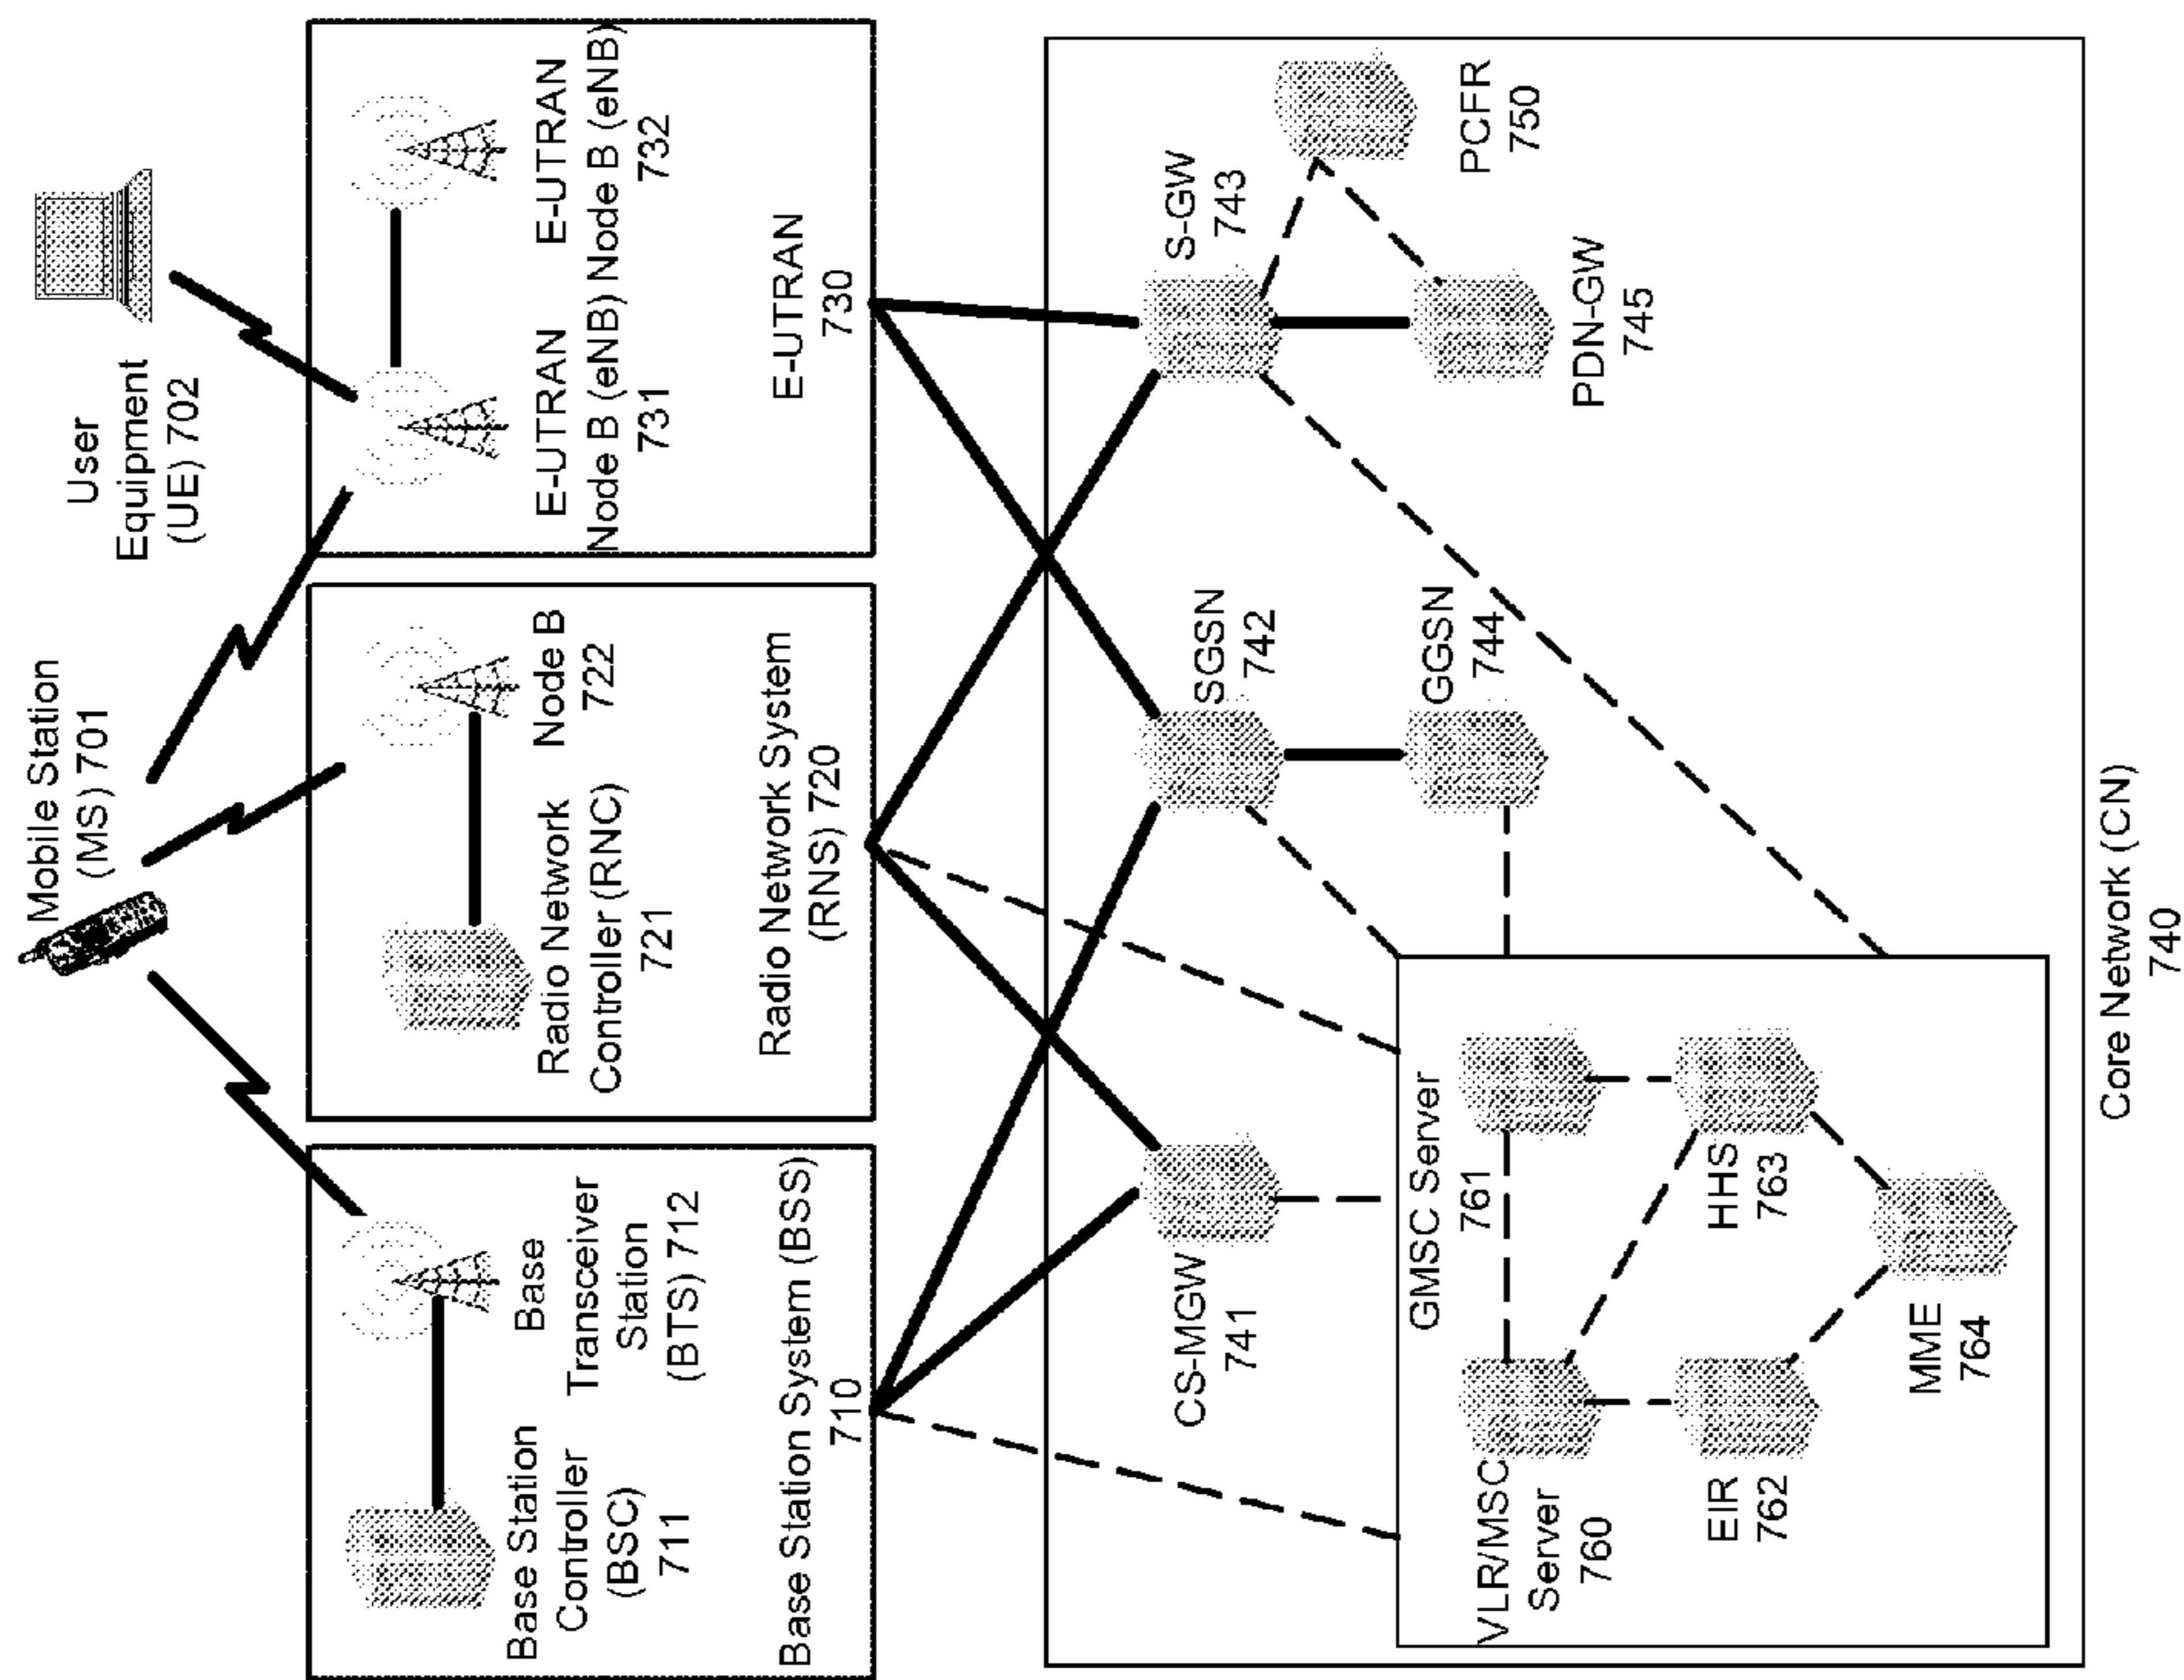 Mobile Station
(MS) 701
User
Equipment
(UE) 702
Base Station
Controller
(BSC)
711
Base
Transceiver
Station
(BTS) 712
Base Station System (BSS)
710
Radio Network
Controller (RNC)
721
Node B
722
Radio Network System
(RNS) 720
E-UTRAN
Node B (eNB)
731
E-UTRAN
Node B (eNB)
732
E-UTRAN
730
CS-MGW
741
SGSN
742
GGSN
744
S-GW
743
PDN-GW
745
PCFR
750
GMSC Server
761
VLR/MSC
Server
760
EIR
762
HHS
763
MME
764
Core Network (CN)
740